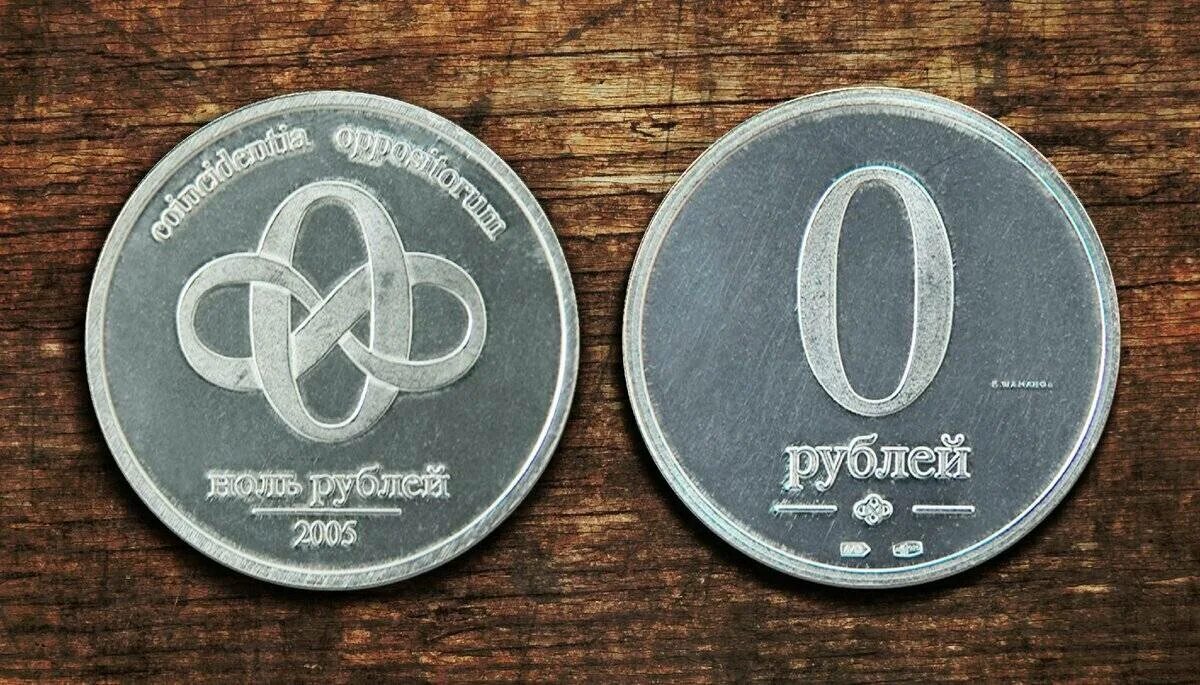 coincidentia oppositorum
ноль рублей
2005
0
рублей